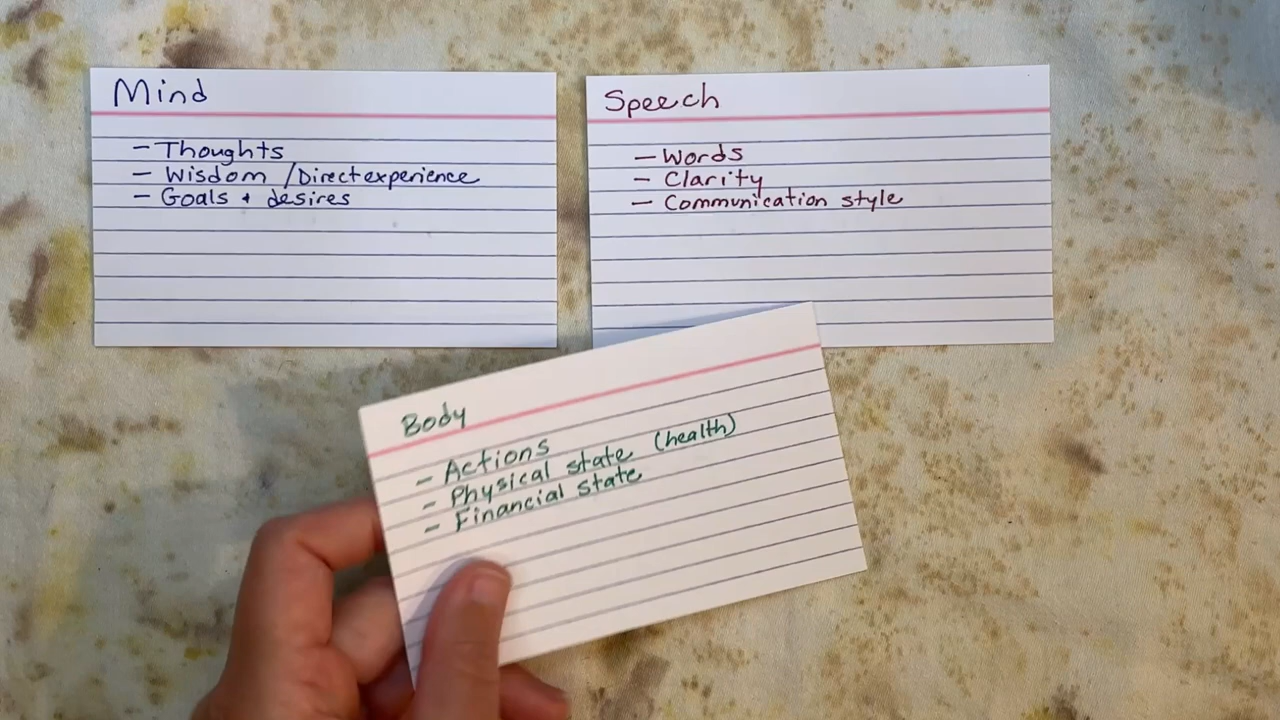 Mind
- Thoughts
- Wisdom / Direct experience
- Goals + desires
Speech
- Words
- Clarity
- Communication style
Body
- Actions
- Physical state (health)
- Financial state